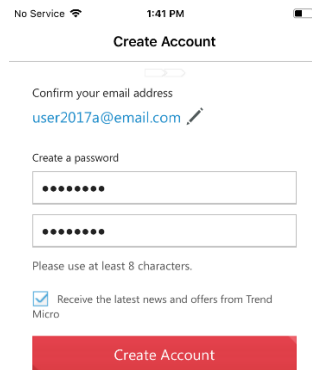 No Service 1:41 PM
Create Account
Confirm your email address
user2017a@email.com
Create a password
••••••••
••••••••
Please use at least 8 characters.
Receive the latest news and offers from Trend
Micro
Create Account